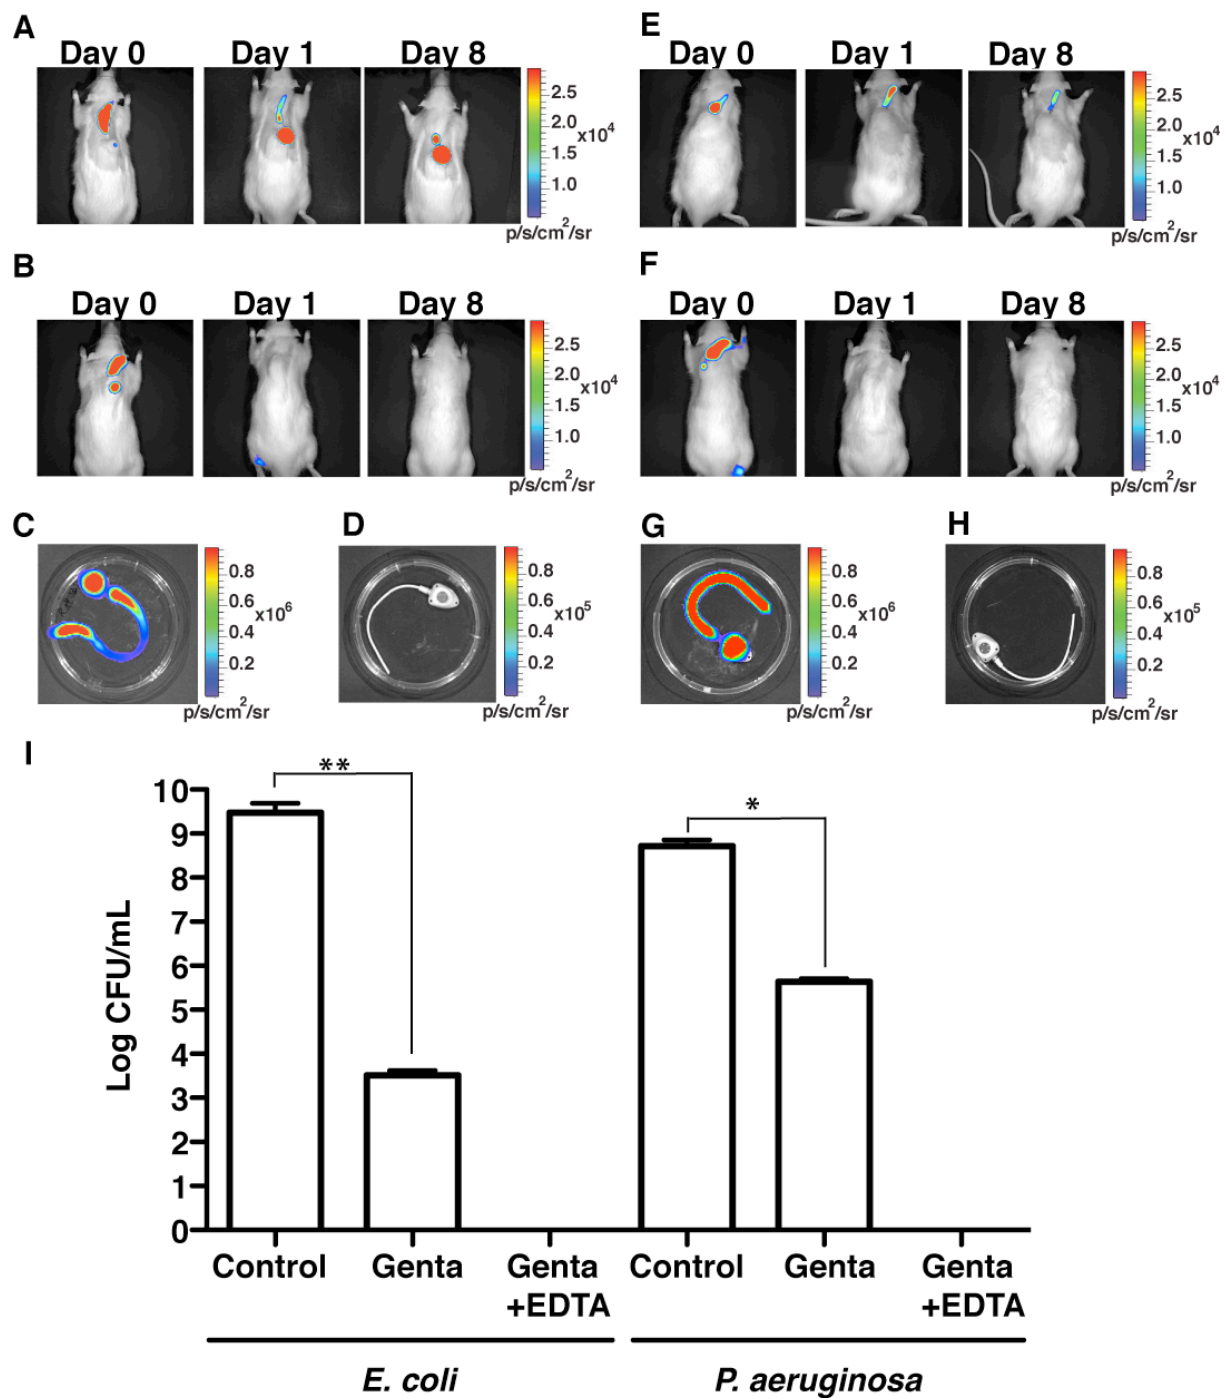 A
Day 0 Day 1 Day 8
2.5
2.0
x10⁴
1.5
1.0
p/s/cm²/sr
E
Day 0 Day 1 Day 8
2.5
2.0
x10⁴
1.5
1.0
p/s/cm²/sr
B
Day 0 Day 1 Day 8
2.5
2.0
x10⁴
1.5
1.0
p/s/cm²/sr
F
Day 0 Day 1 Day 8
2.5
2.0
x10⁴
1.5
1.0
p/s/cm²/sr
C
0.8
0.6
x10⁶
0.4
0.2
p/s/cm²/sr
D
0.8
0.6
x10⁵
0.4
0.2
p/s/cm²/sr
G
0.8
0.6
x10⁶
0.4
0.2
p/s/cm²/sr
H
0.8
0.6
x10⁵
0.4
0.2
p/s/cm²/sr
I
** *
Log CFU/mL
10
9
8
7
6
5
4
3
2
1
0
Control Genta Genta Control Genta Genta
+EDTA +EDTA
E. coli P. aeruginosa